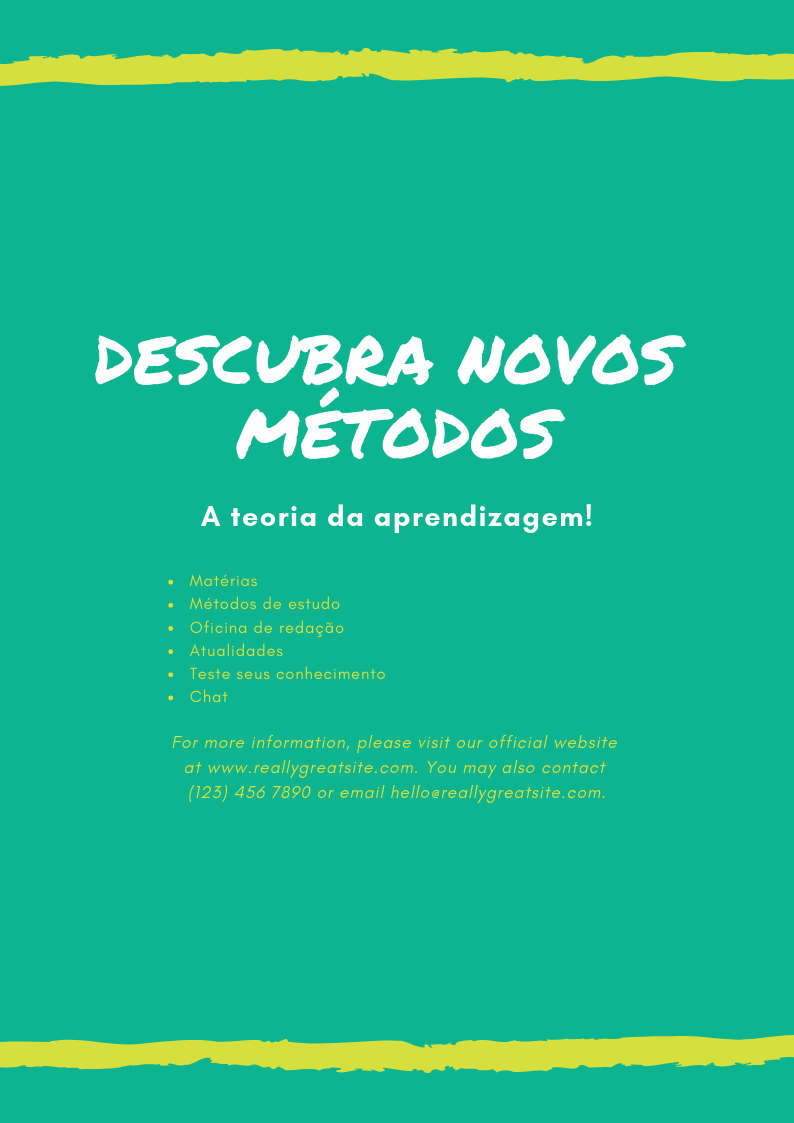 DESCUBRA NOVOS
MÉTODOS
A teoria da aprendizagem!
• Matérias
• Métodos de estudo
• Oficina de redação
• Atualidades
• Teste seus conhecimento
• Chat
For more information, please visit our official website
at www.reallygreatsite.com. You may also contact
(123) 456 7890 or email hello@reallygreatsite.com.